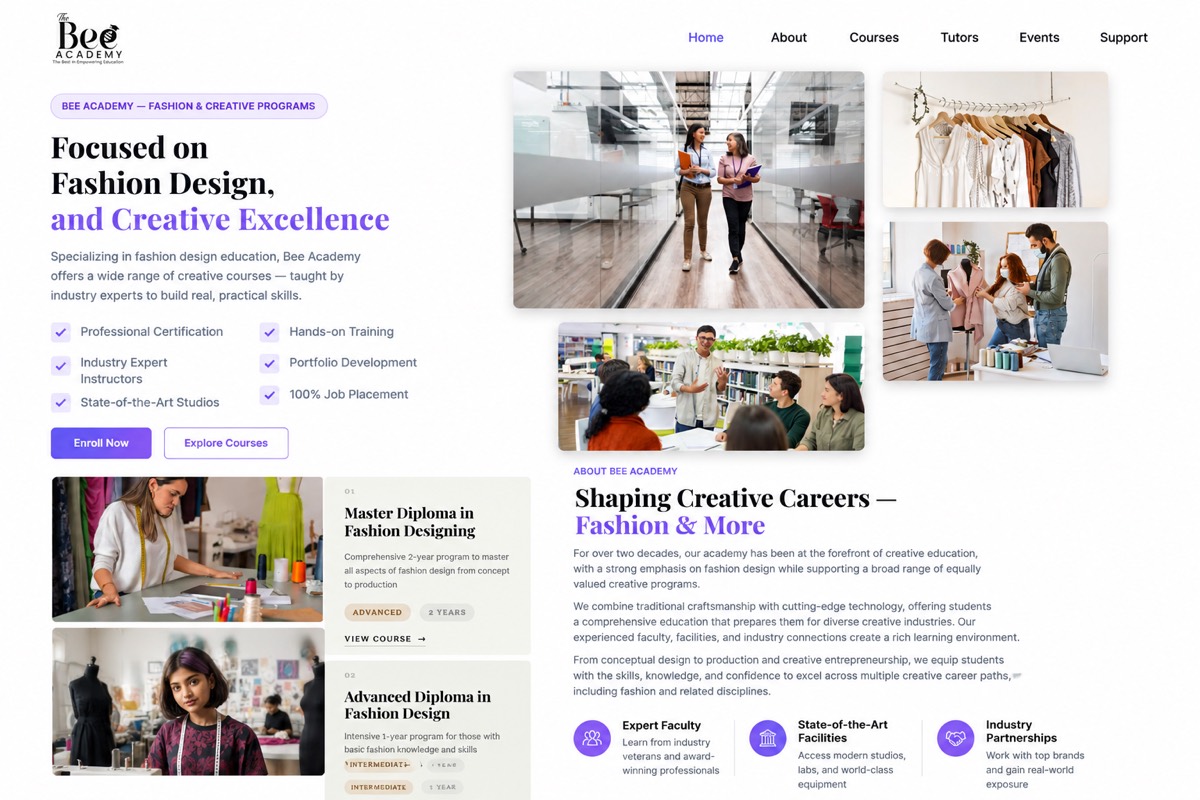 The
Bee
ACADEMY
The Best in Empowering Education
Home
About
Courses
Tutors
Events
Support
BEE ACADEMY — FASHION & CREATIVE PROGRAMS
Focused on
Fashion Design,
and Creative Excellence
Specializing in fashion design education, Bee Academy
offers a wide range of creative courses — taught by
industry experts to build real, practical skills.
Professional Certification
Industry Expert
Instructors
State-of-the-Art Studios
Hands-on Training
Portfolio Development
100% Job Placement
Enroll Now
Explore Courses
01
Master Diploma in
Fashion Designing
Comprehensive 2-year program to master
all aspects of fashion design from concept
to production
ADVANCED
2 YEARS
VIEW COURSE →
02
Advanced Diploma in
Fashion Design
Intensive 1-year program for those with
basic fashion knowledge and skills
INTERMEDIATE
INTERMEDIATE
1 YEAR
ABOUT BEE ACADEMY
Shaping Creative Careers —
Fashion & More
For over two decades, our academy has been at the forefront of creative education,
with a strong emphasis on fashion design while supporting a broad range of equally
valued creative programs.
We combine traditional craftsmanship with cutting-edge technology, offering students
a comprehensive education that prepares them for diverse creative industries. Our
experienced faculty, facilities, and industry connections create a rich learning environment.
From conceptual design to production and creative entrepreneurship, we equip students
with the skills, knowledge, and confidence to excel across multiple creative career paths,
including fashion and related disciplines.
Expert Faculty
Learn from industry
veterans and award-
winning professionals
State-of-the-Art
Facilities
Access modern studios,
labs, and world-class
equipment
Industry
Partnerships
Work with top brands
and gain real-world
exposure